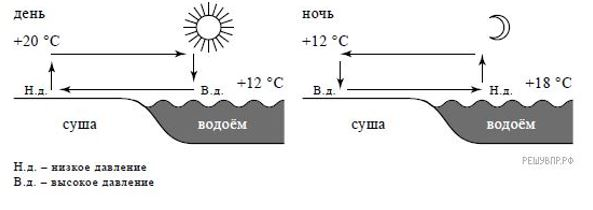 день
+20 °C
Н.д.
В.д.
+12 °C
суша
водоём
ночь
+12 °C
В.д.
Н.д.
+18 °C
суша
водоём
Н.д. – низкое давление
В.д. – высокое давление
РЕШУВПР.РФ